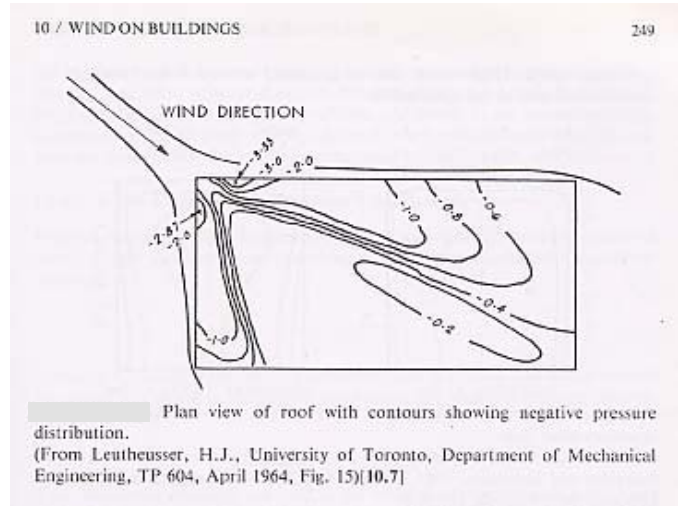 10 / WIND ON BUILDINGS 249
WIND DIRECTION
-3.55
-3.0
-2.0
-1.0
-0.8
-0.6
-2.0
-0.4
-0.2
-1.0
Plan view of roof with contours showing negative pressure
distribution.
(From Leutheusser, H.J., University of Toronto, Department of Mechanical
Engineering, TP 604, April 1964, Fig. 15)[10.7]